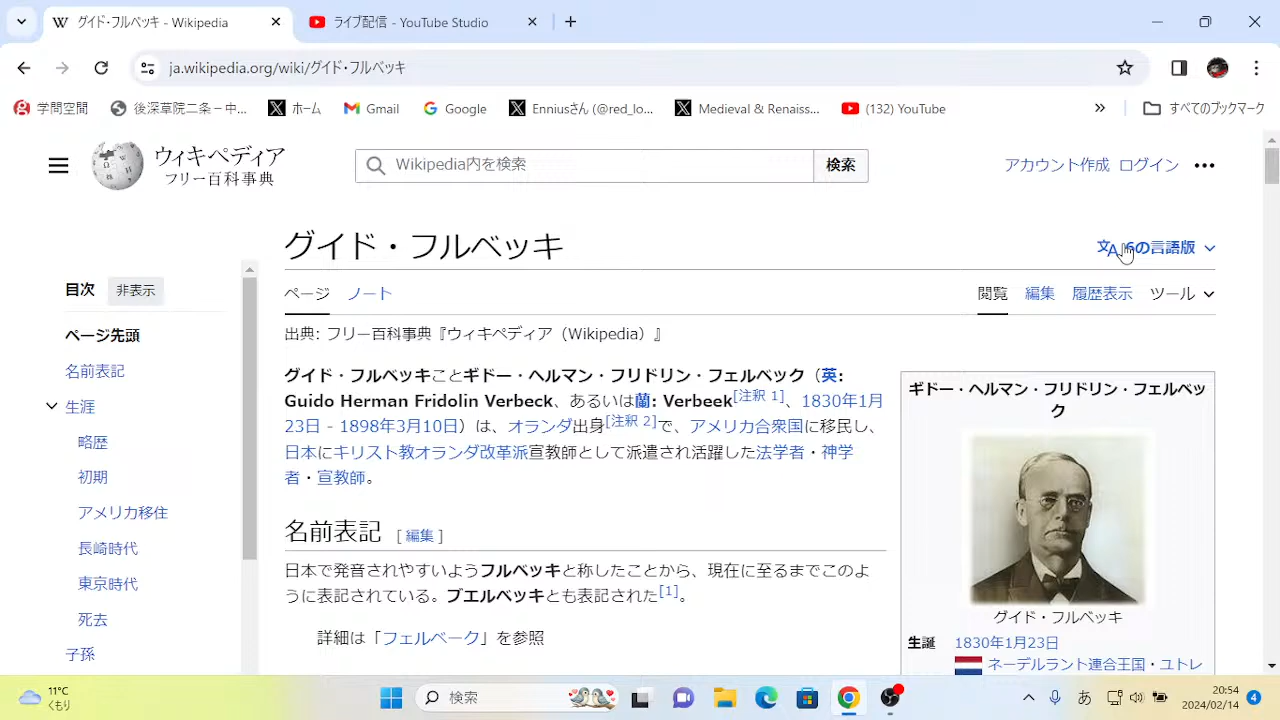 グイド・フルベッキ - Wikipedia
ライブ配信 - YouTube Studio
ja.wikipedia.org/wiki/グイド・フルベッキ
学問空間
後深草院二条－中...
ホーム
Gmail
Google
Enniusさん (@red_lo...
Medieval & Renaiss...
(132) YouTube
»
すべてのブックマーク
ウィキペディア
フリー百科事典
Wikipedia内を検索
検索
アカウント作成 ログイン
グイド・フルベッキ
の言語版
目次 非表示
ページ先頭
名前表記
生涯
略歴
初期
アメリカ移住
長崎時代
東京時代
死去
子孫
ページ ノート
閲覧 編集 履歴表示 ツール
出典: フリー百科事典『ウィキペディア（Wikipedia）』
グイド・フルベッキことギドー・ヘルマン・フリドリン・フェルベック（英:
Guido Herman Fridolin Verbeck、あるいは蘭: Verbeek[注釈 1]、1830年1月
23日 - 1898年3月10日）は、オランダ出身[注釈 2]で、アメリカ合衆国に移民し、
日本にキリスト教オランダ改革派宣教師として派遣され活躍した法学者・神学
者・宣教師。
名前表記 [編集]
日本で発音されやすいようフルベッキと称したことから、現在に至るまでこのよ
うに表記されている。ブエルベッキとも表記された[1]。
詳細は「フェルベーク」を参照
ギドー・ヘルマン・フリドリン・フェルベッ
ク
グイド・フルベッキ
生誕 1830年1月23日
ネーデルラント連合王国・ユトレ
11°C
くもり
検索
あ
20:54
2024/02/14
4